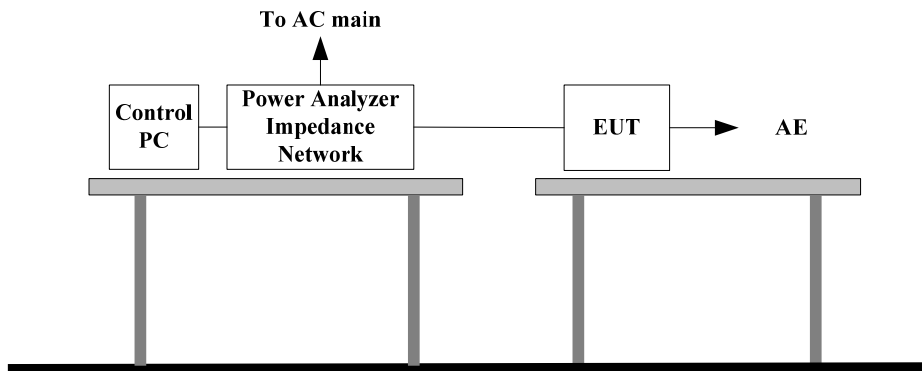 To AC main
Control
PC
Power Analyzer
Impedance
Network
EUT
AE